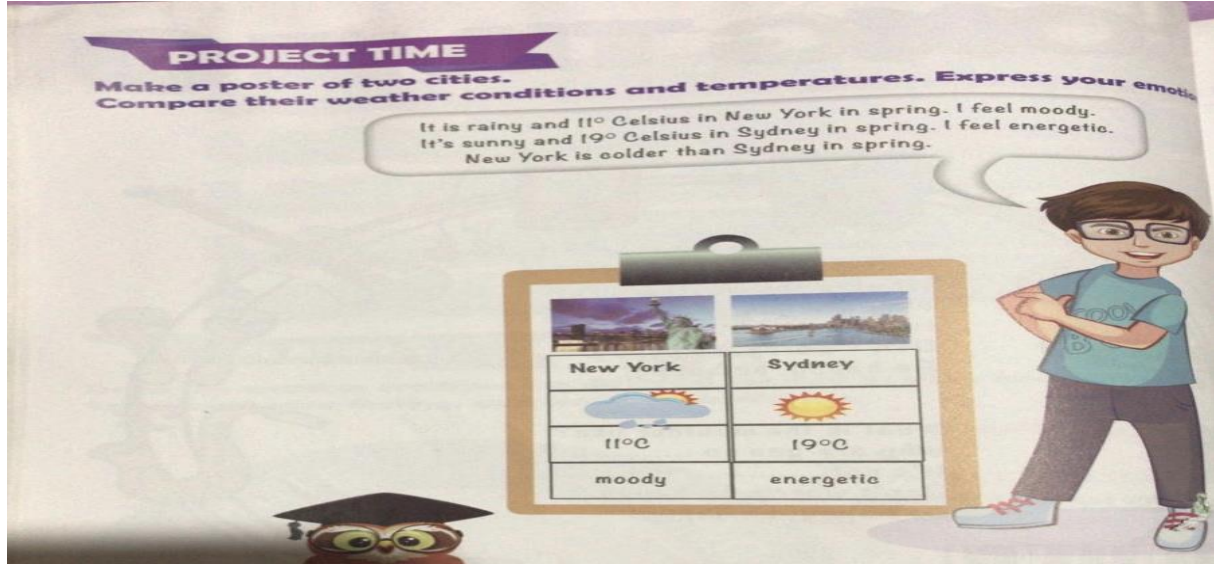 PROJECT TIME
Make a poster of two cities.
Compare their weather conditions and temperatures. Express your
It is rainy and 11° Celsius in New York in spring. I feel moody.
It's sunny and 19° Celsius in Sydney in spring. I feel energetic.
New York is colder than Sydney in spring.
New York Sydney
11°C 19°C
moody energetic